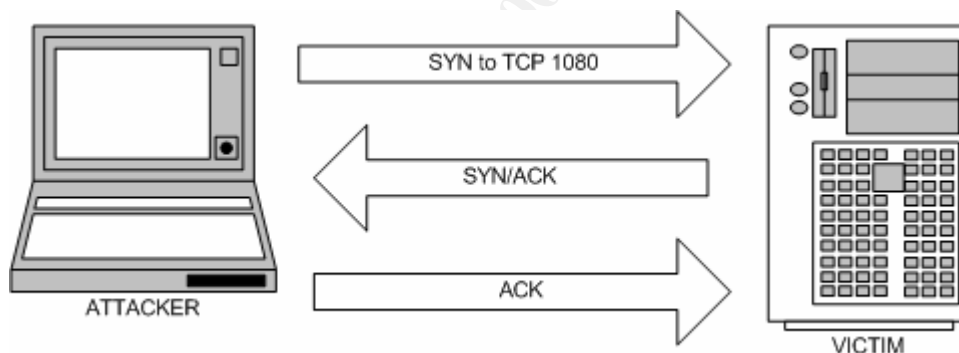 SYN to TCP 1080
SYN/ACK
ACK
ATTACKER
VICTIM